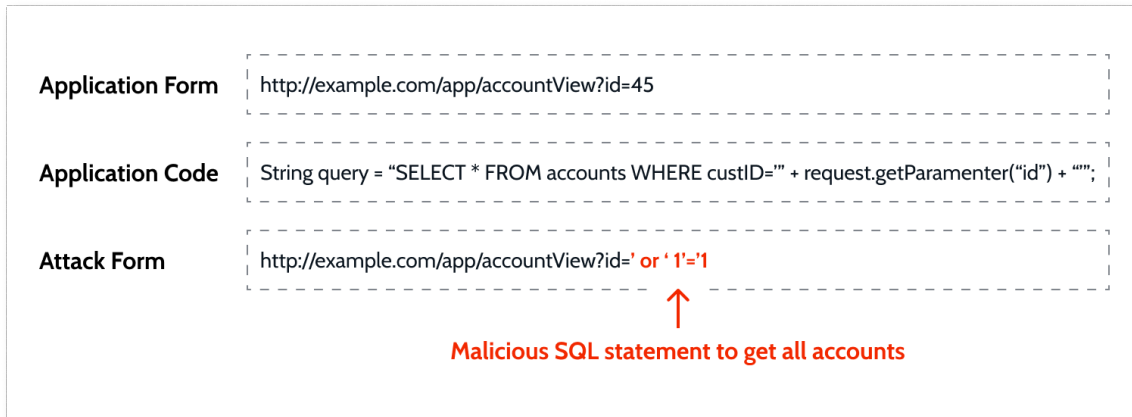 Application Form
http://example.com/app/accountView?id=45
Application Code
String query = “SELECT * FROM accounts WHERE custID=’” + request.getParamenter(“id”) + “’”;
Attack Form
http://example.com/app/accountView?id=’ or ‘ 1’=’1
Malicious SQL statement to get all accounts